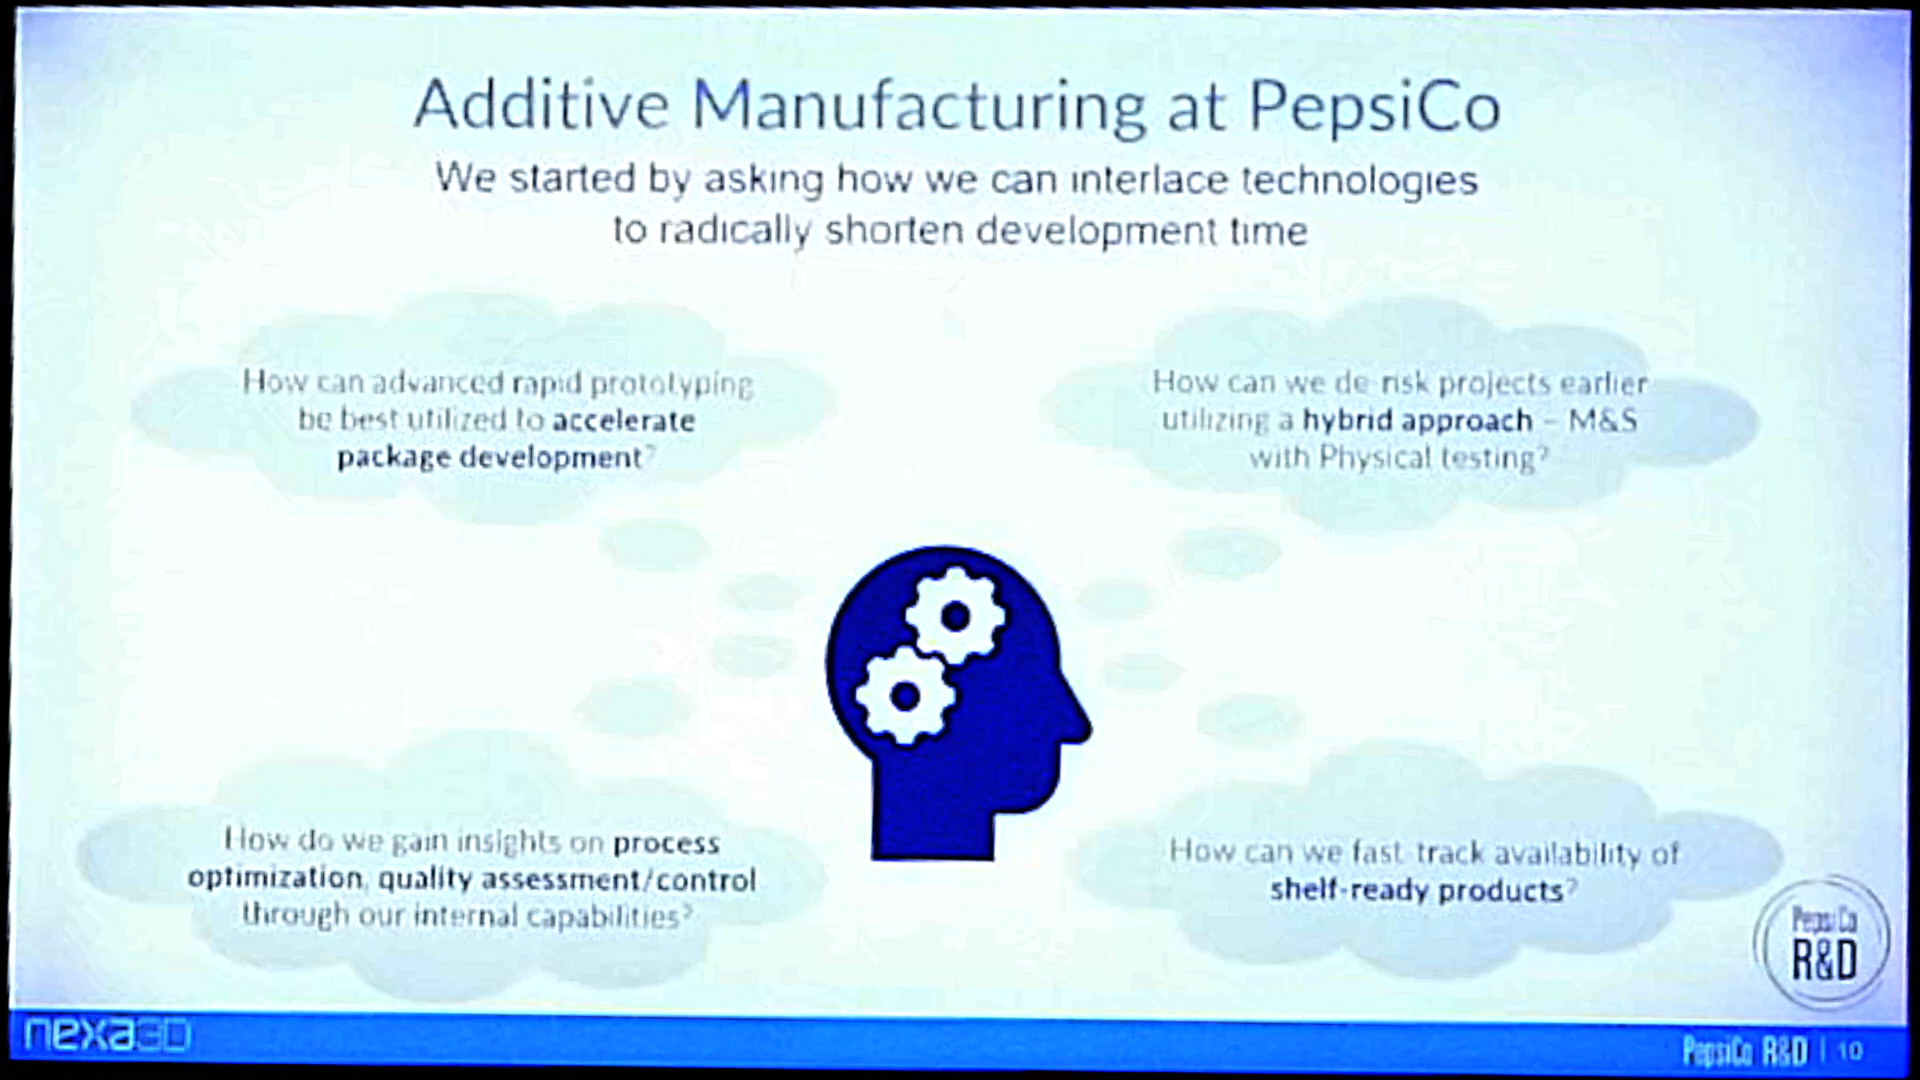 Additive Manufacturing at PepsiCo
We started by asking how we can interlace technologies
to radically shorten development time
How can advanced rapid prototyping
be best utilized to accelerate
package development?
How can we de risk projects earlier
utilizing a hybrid approach – M&S
with Physical testing?
How do we gain insights on process
optimization, quality assessment/control
through our internal capabilities?
How can we fast track availability of
shelf-ready products?
PepsiCo
R&D
nexa3D
PepsiCo R&D | 10